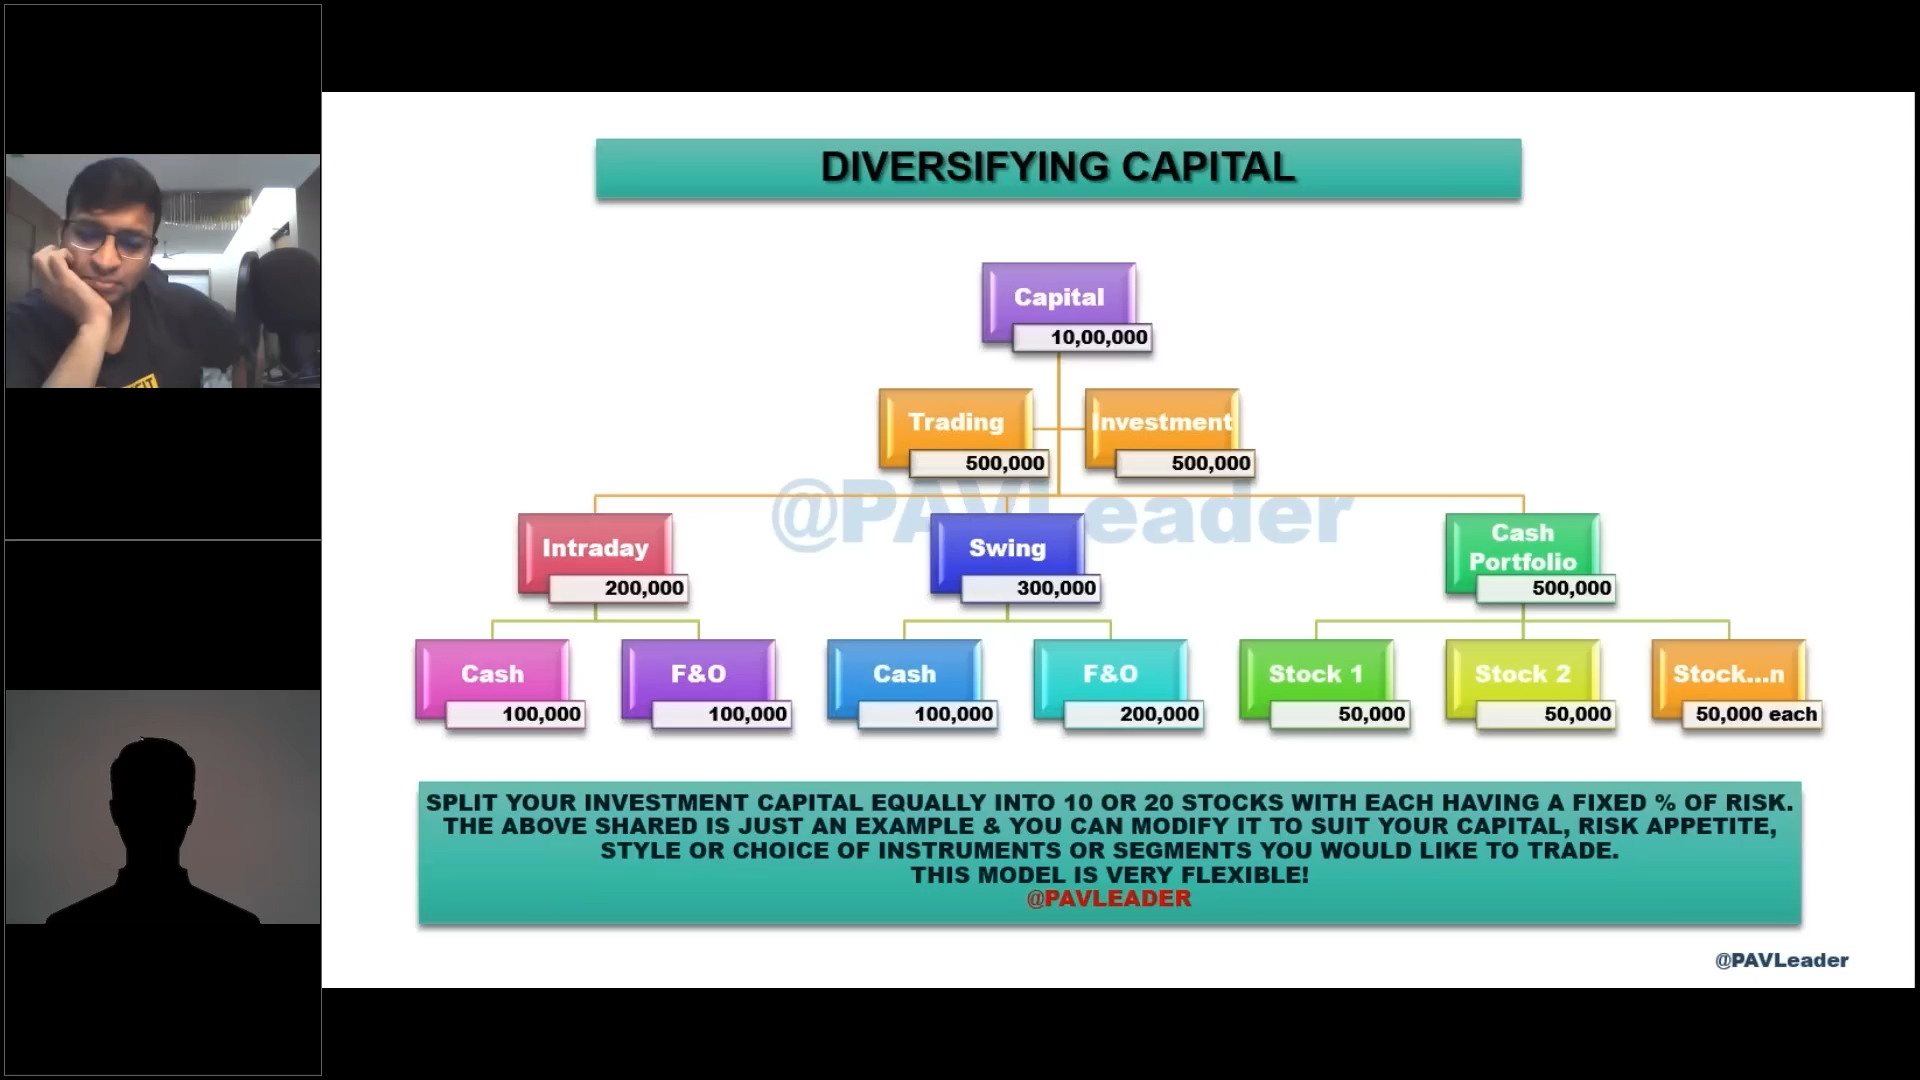 DIVERSIFYING CAPITAL
Capital
10,00,000
Trading
500,000
Investment
500,000
@PAVLeader
Intraday
200,000
Swing
300,000
Cash
Portfolio
500,000
Cash
100,000
F&O
100,000
Cash
100,000
F&O
200,000
Stock 1
50,000
Stock 2
50,000
Stock...n
50,000 each
SPLIT YOUR INVESTMENT CAPITAL EQUALLY INTO 10 OR 20 STOCKS WITH EACH HAVING A FIXED % OF RISK.
THE ABOVE SHARED IS JUST AN EXAMPLE & YOU CAN MODIFY IT TO SUIT YOUR CAPITAL, RISK APPETITE,
STYLE OR CHOICE OF INSTRUMENTS OR SEGMENTS YOU WOULD LIKE TO TRADE.
THIS MODEL IS VERY FLEXIBLE!
@PAVLEADER
@PAVLeader